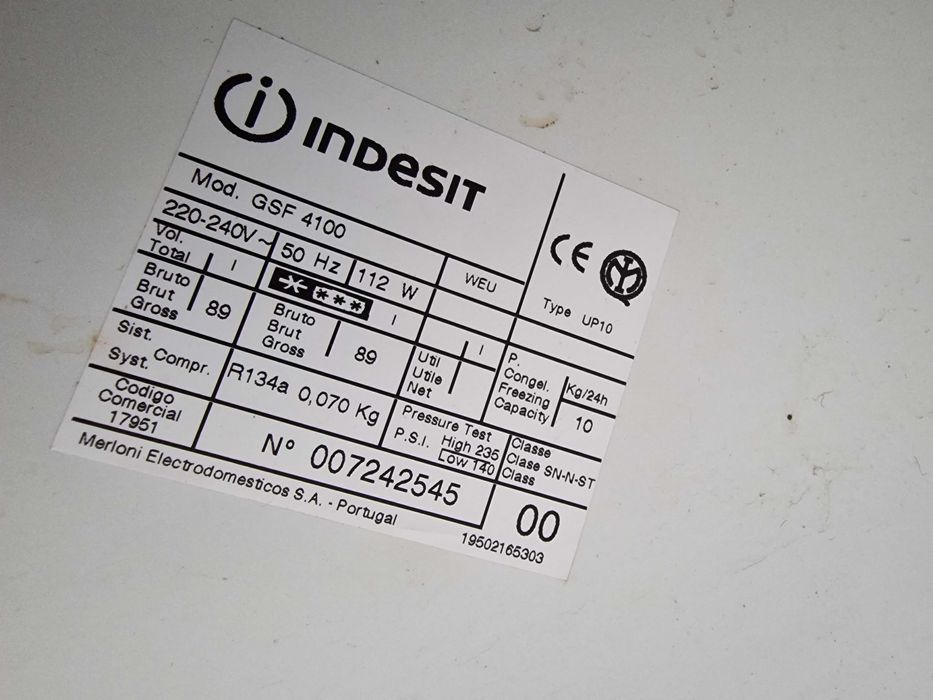 indesit
Mod. GSF 4100
220-240V~ 50 Hz 112 W WEU
Type UP10
Vol. Total l
Bruto Brut Gross 89
* *** l
Bruto Brut Gross 89
Util Utile Net l
P. Congel. Freezing Capacity
Kg/24h
10
Sist. Syst. Compr.
R134a 0,070 Kg
Pressure Test
P.S.I. High 235
Low 140
Classe
Clase SN-N-ST
Class
Codigo
Comercial
17951
Nº 007242545
00
Merloni Electrodomesticos S.A. - Portugal
19502165303